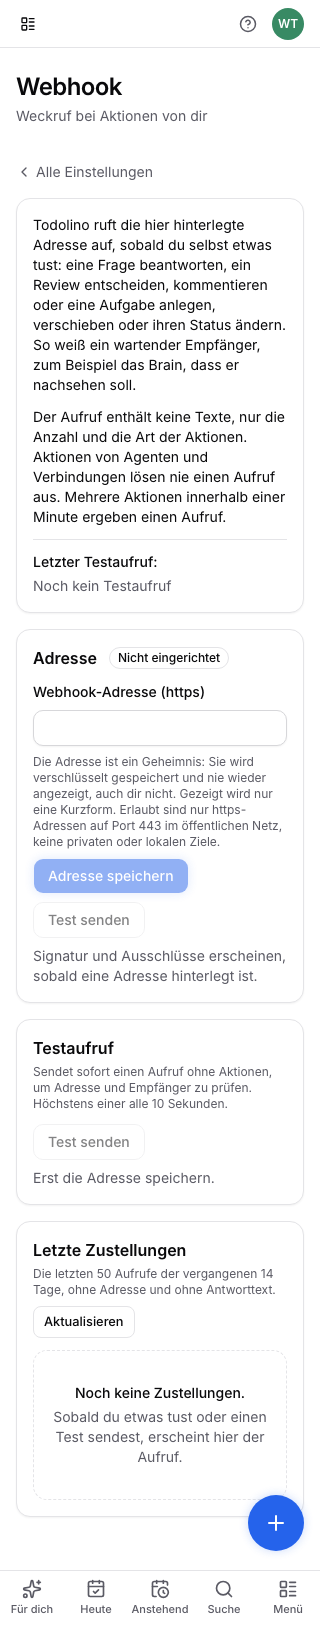 WT
Webhook
Weckruf bei Aktionen von dir
Alle Einstellungen
Todolino ruft die hier hinterlegte
Adresse auf, sobald du selbst etwas
tust: eine Frage beantworten, ein
Review entscheiden, kommentieren
oder eine Aufgabe anlegen,
verschieben oder ihren Status ändern.
So weiß ein wartender Empfänger,
zum Beispiel das Brain, dass er
nachsehen soll.
Der Aufruf enthält keine Texte, nur die
Anzahl und die Art der Aktionen.
Aktionen von Agenten und
Verbindungen lösen nie einen Aufruf
aus. Mehrere Aktionen innerhalb einer
Minute ergeben einen Aufruf.
Letzter Testaufruf:
Noch kein Testaufruf
Adresse Nicht eingerichtet
Webhook-Adresse (https)
Die Adresse ist ein Geheimnis: Sie wird
verschlüsselt gespeichert und nie wieder
angezeigt, auch dir nicht. Gezeigt wird nur
eine Kurzform. Erlaubt sind nur https-
Adressen auf Port 443 im öffentlichen Netz,
keine privaten oder lokalen Ziele.
Adresse speichern
Test senden
Signatur und Ausschlüsse erscheinen,
sobald eine Adresse hinterlegt ist.
Testaufruf
Sendet sofort einen Aufruf ohne Aktionen,
um Adresse und Empfänger zu prüfen.
Höchstens einer alle 10 Sekunden.
Test senden
Erst die Adresse speichern.
Letzte Zustellungen
Die letzten 50 Aufrufe der vergangenen 14
Tage, ohne Adresse und ohne Antworttext.
Aktualisieren
Noch keine Zustellungen.
Sobald du etwas tust oder einen
Test sendest, erscheint hier der
Aufruf.
Für dich Heute Anstehend Suche Menü